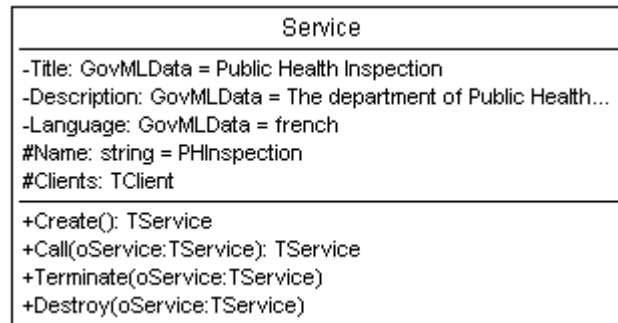 Service
-Title: GovMLData = Public Health Inspection
-Description: GovMLData = The department of Public Health...
-Language: GovMLData = french
#Name: string = PHInspection
#Clients: TClient
+Create(): TService
+Call(oService:TService): TService
+Terminate(oService:TService)
+Destroy(oService:TService)